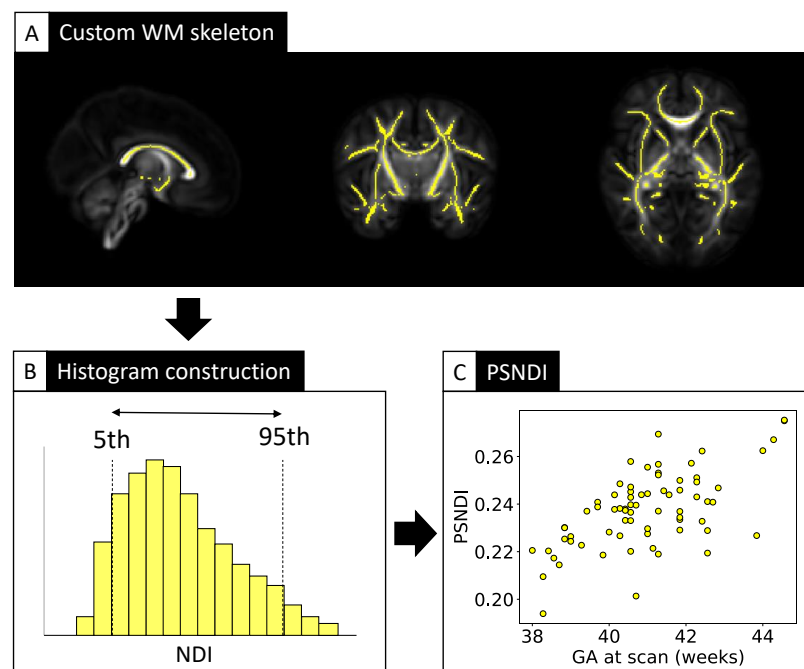 A Custom WM skeleton
B Histogram construction
5th 95th
NDI
C PSNDI
0.26
0.24
0.22
0.20
PSNDI
38 40 42 44
GA at scan (weeks)